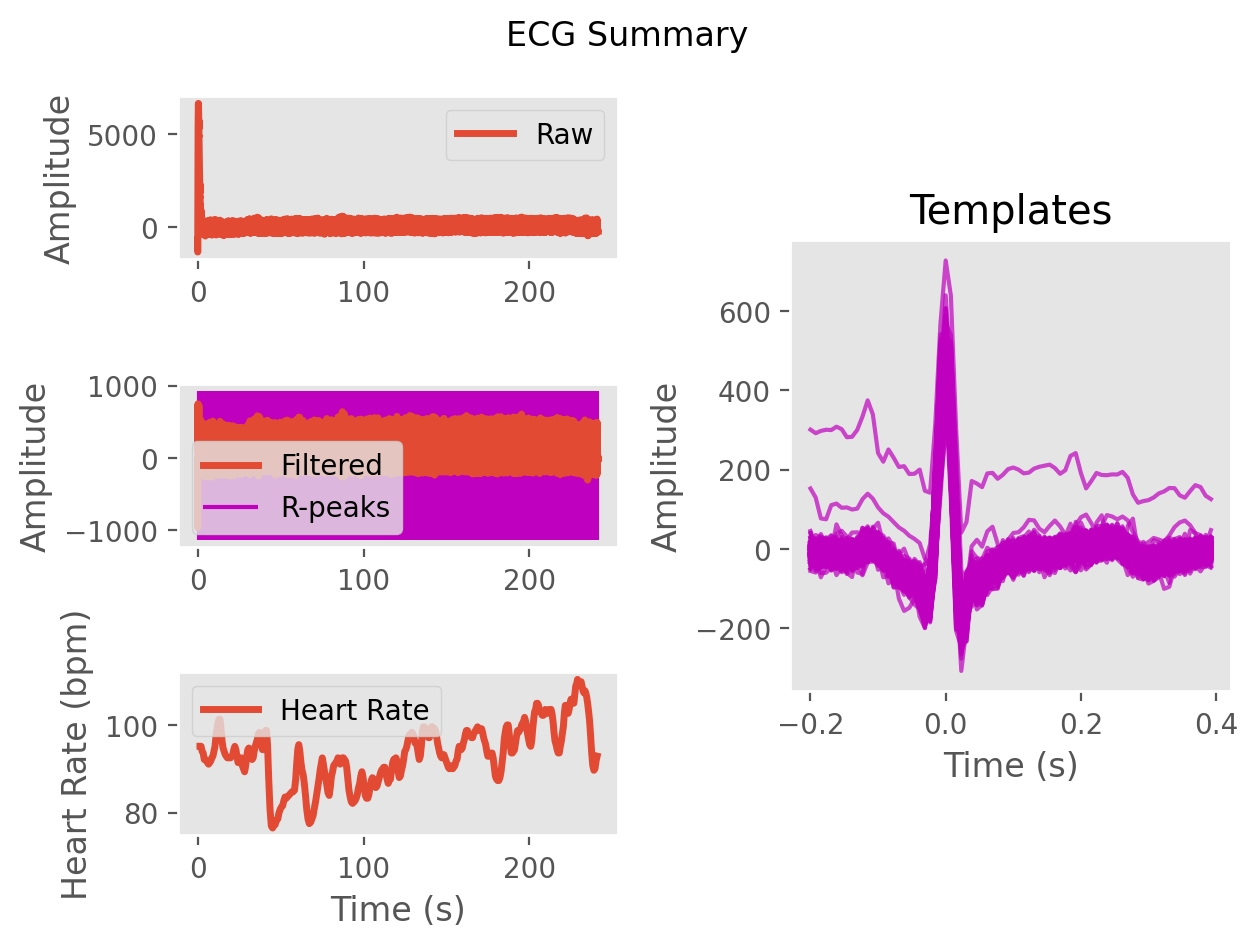 ECG Summary
Amplitude
5000
0
Raw
0 100 200
Amplitude
1000
0
−1000
Filtered
R-peaks
0 100 200
Heart Rate (bpm)
100
80
Heart Rate
0 100 200
Time (s)
Templates
Amplitude
600
400
200
0
−200
−0.2 0.0 0.2 0.4
Time (s)